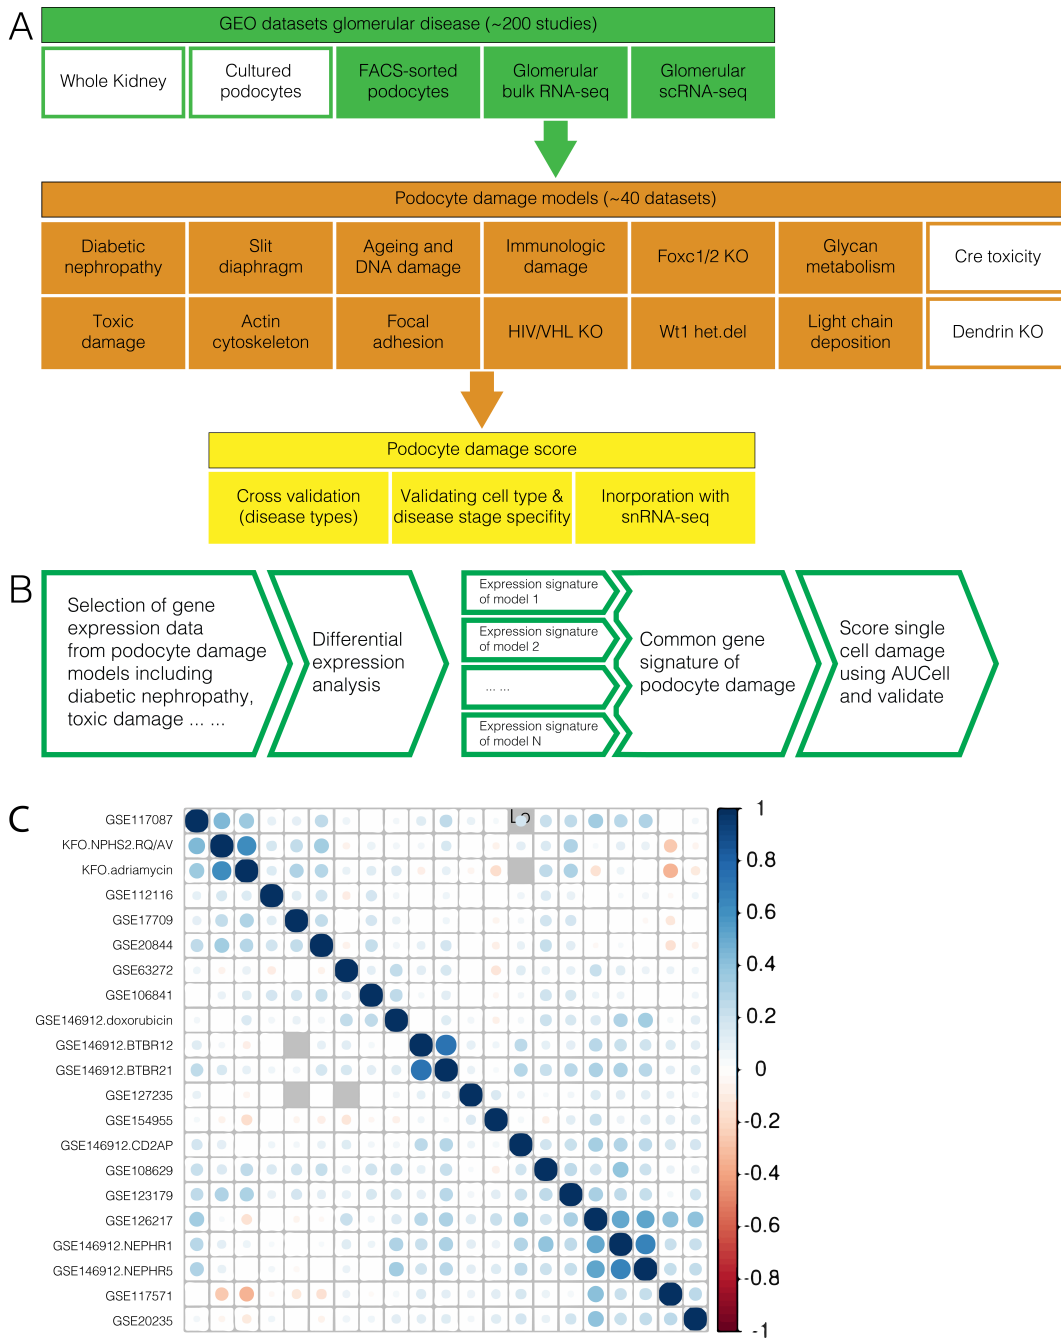 A
GEO datasets glomerular disease (~200 studies)
Whole Kidney
Cultured
podocytes
FACS-sorted
podocytes
Glomerular
bulk RNA-seq
Glomerular
scRNA-seq
Podocyte damage models (~40 datasets)
Diabetic
nephropathy
Slit
diaphragm
Ageing and
DNA damage
Immunologic
damage
Foxc1/2 KO
Glycan
metabolism
Cre toxicity
Toxic
damage
Actin
cytoskeleton
Focal
adhesion
HIV/VHL KO
Wt1 het.del
Light chain
deposition
Dendrin KO
Podocyte damage score
Cross validation
(disease types)
Validating cell type &
disease stage specifity
Inorporation with
snRNA-seq
B
Selection of gene
expression data
from podocyte damage
models including
diabetic nephropathy,
toxic damage ... ...
Differential
expression
analysis
Expression signature
of model 1
Expression signature
of model 2
... ...
Expression signature
of model N
Common gene
signature of
podocyte damage
Score single
cell damage
using AUCell
and validate
C
GSE117087
KFO.NPHS2.RQ/AV
KFO.adriamycin
GSE112116
GSE17709
GSE20844
GSE63272
GSE106841
GSE146912.doxorubicin
GSE146912.BTBR12
GSE146912.BTBR21
GSE127235
GSE154955
GSE146912.CD2AP
GSE108629
GSE123179
GSE126217
GSE146912.NEPHR1
GSE146912.NEPHR5
GSE117571
GSE20235
1
0.8
0.6
0.4
0.2
0
-0.2
-0.4
-0.6
-0.8
-1